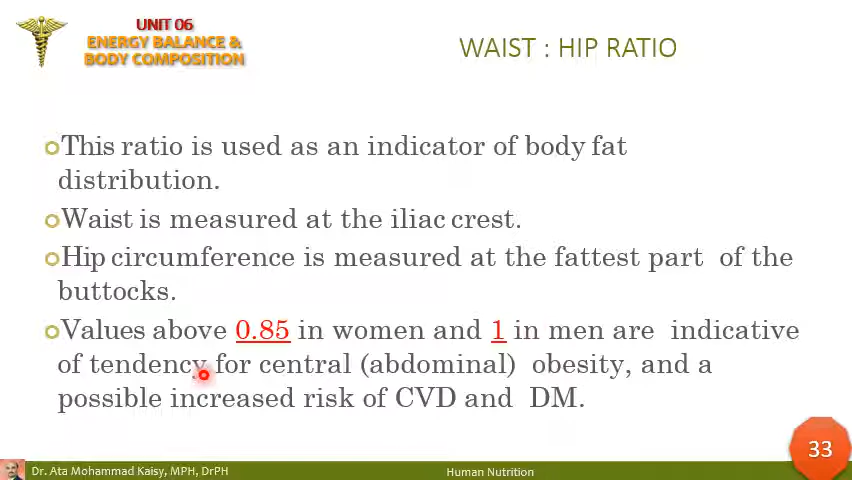 UNIT 06
ENERGY BALANCE &
BODY COMPOSITION
WAIST : HIP RATIO
This ratio is used as an indicator of body fat
distribution.
Waist is measured at the iliac crest.
Hip circumference is measured at the fattest part of the
buttocks.
Values above 0.85 in women and 1 in men are indicative
of tendency for central (abdominal) obesity, and a
possible increased risk of CVD and DM.
33
Dr. Ata Mohammad Kaisy, MPH, DrPH
Human Nutrition